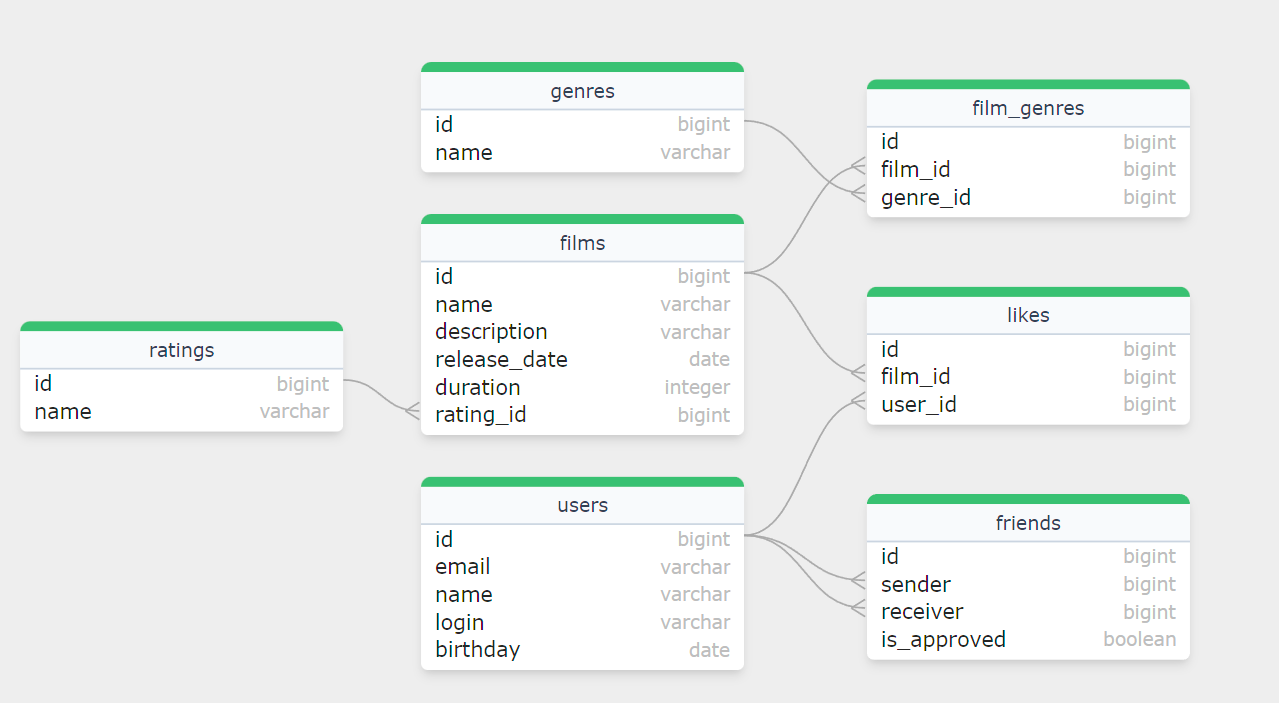 genres
id bigint
name varchar
films
id bigint
name varchar
description varchar
release_date date
duration integer
rating_id bigint
ratings
id bigint
name varchar
users
id bigint
email varchar
name varchar
login varchar
birthday date
film_genres
id bigint
film_id bigint
genre_id bigint
likes
id bigint
film_id bigint
user_id bigint
friends
id bigint
sender bigint
receiver bigint
is_approved boolean